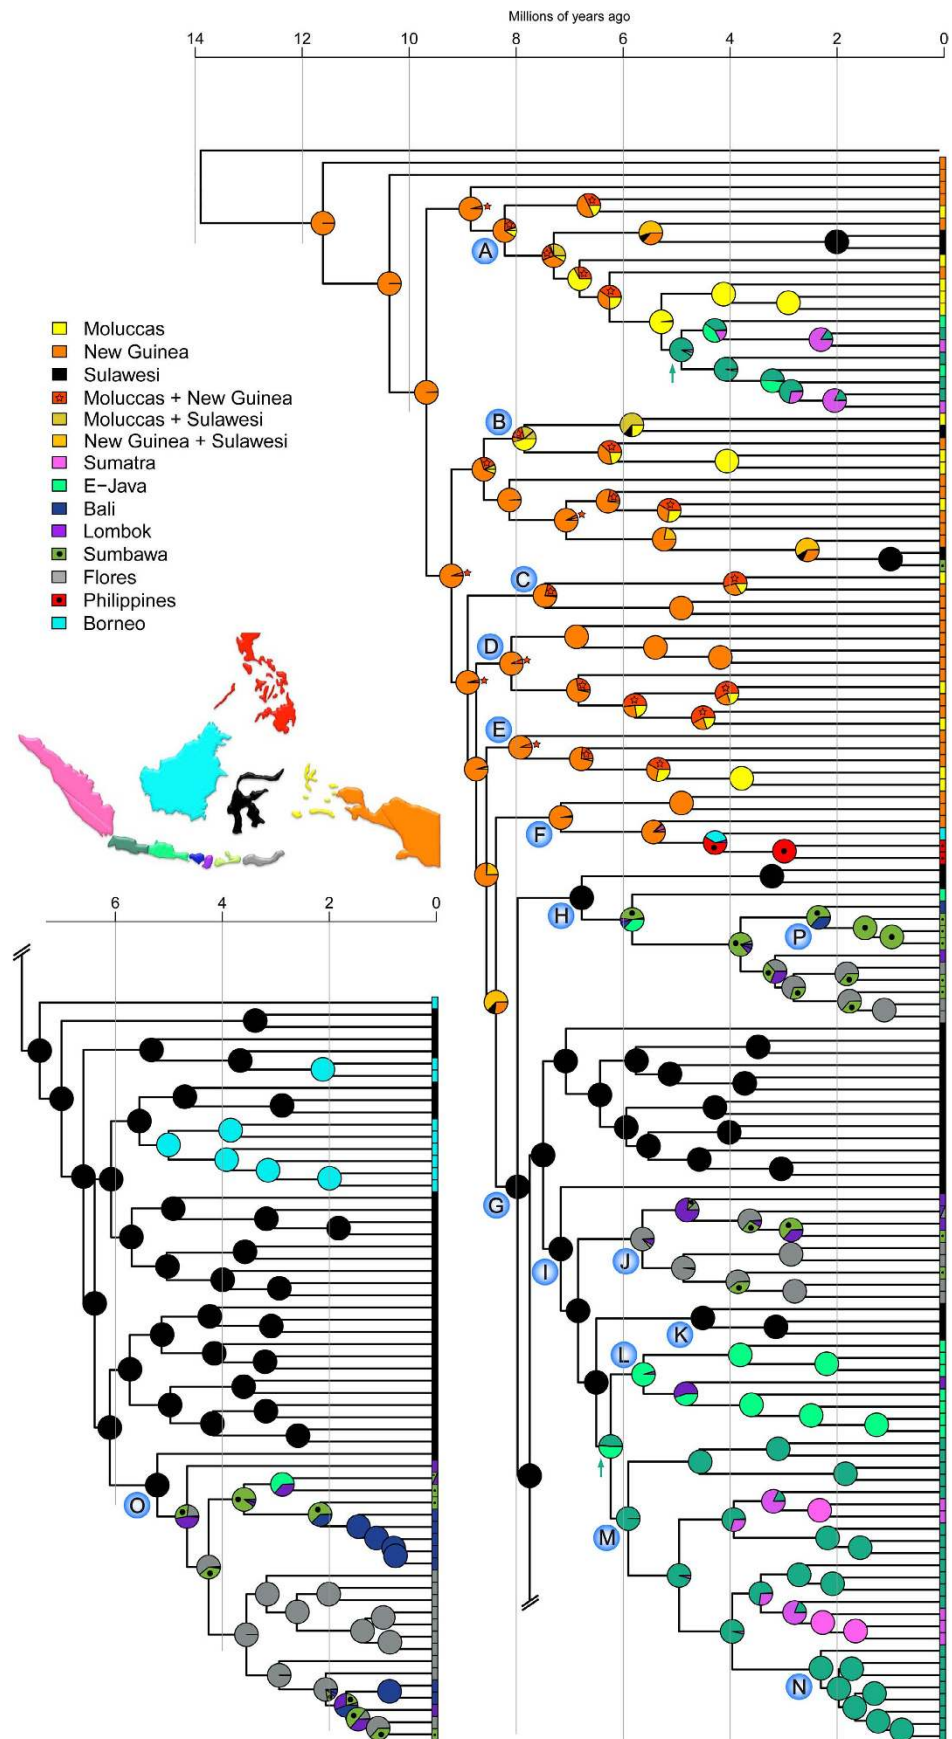 Millions of years ago
14 12 10 8 6 4 2 0
A
Moluccas
New Guinea
Sulawesi
Moluccas + New Guinea
Moluccas + Sulawesi
New Guinea + Sulawesi
Sumatra
E-Java
Bali
Lombok
Sumbawa
Flores
Philippines
Borneo
B
C
D
E
F
H
P
6 4 2 0
G
I
J
K
L
O
M
N